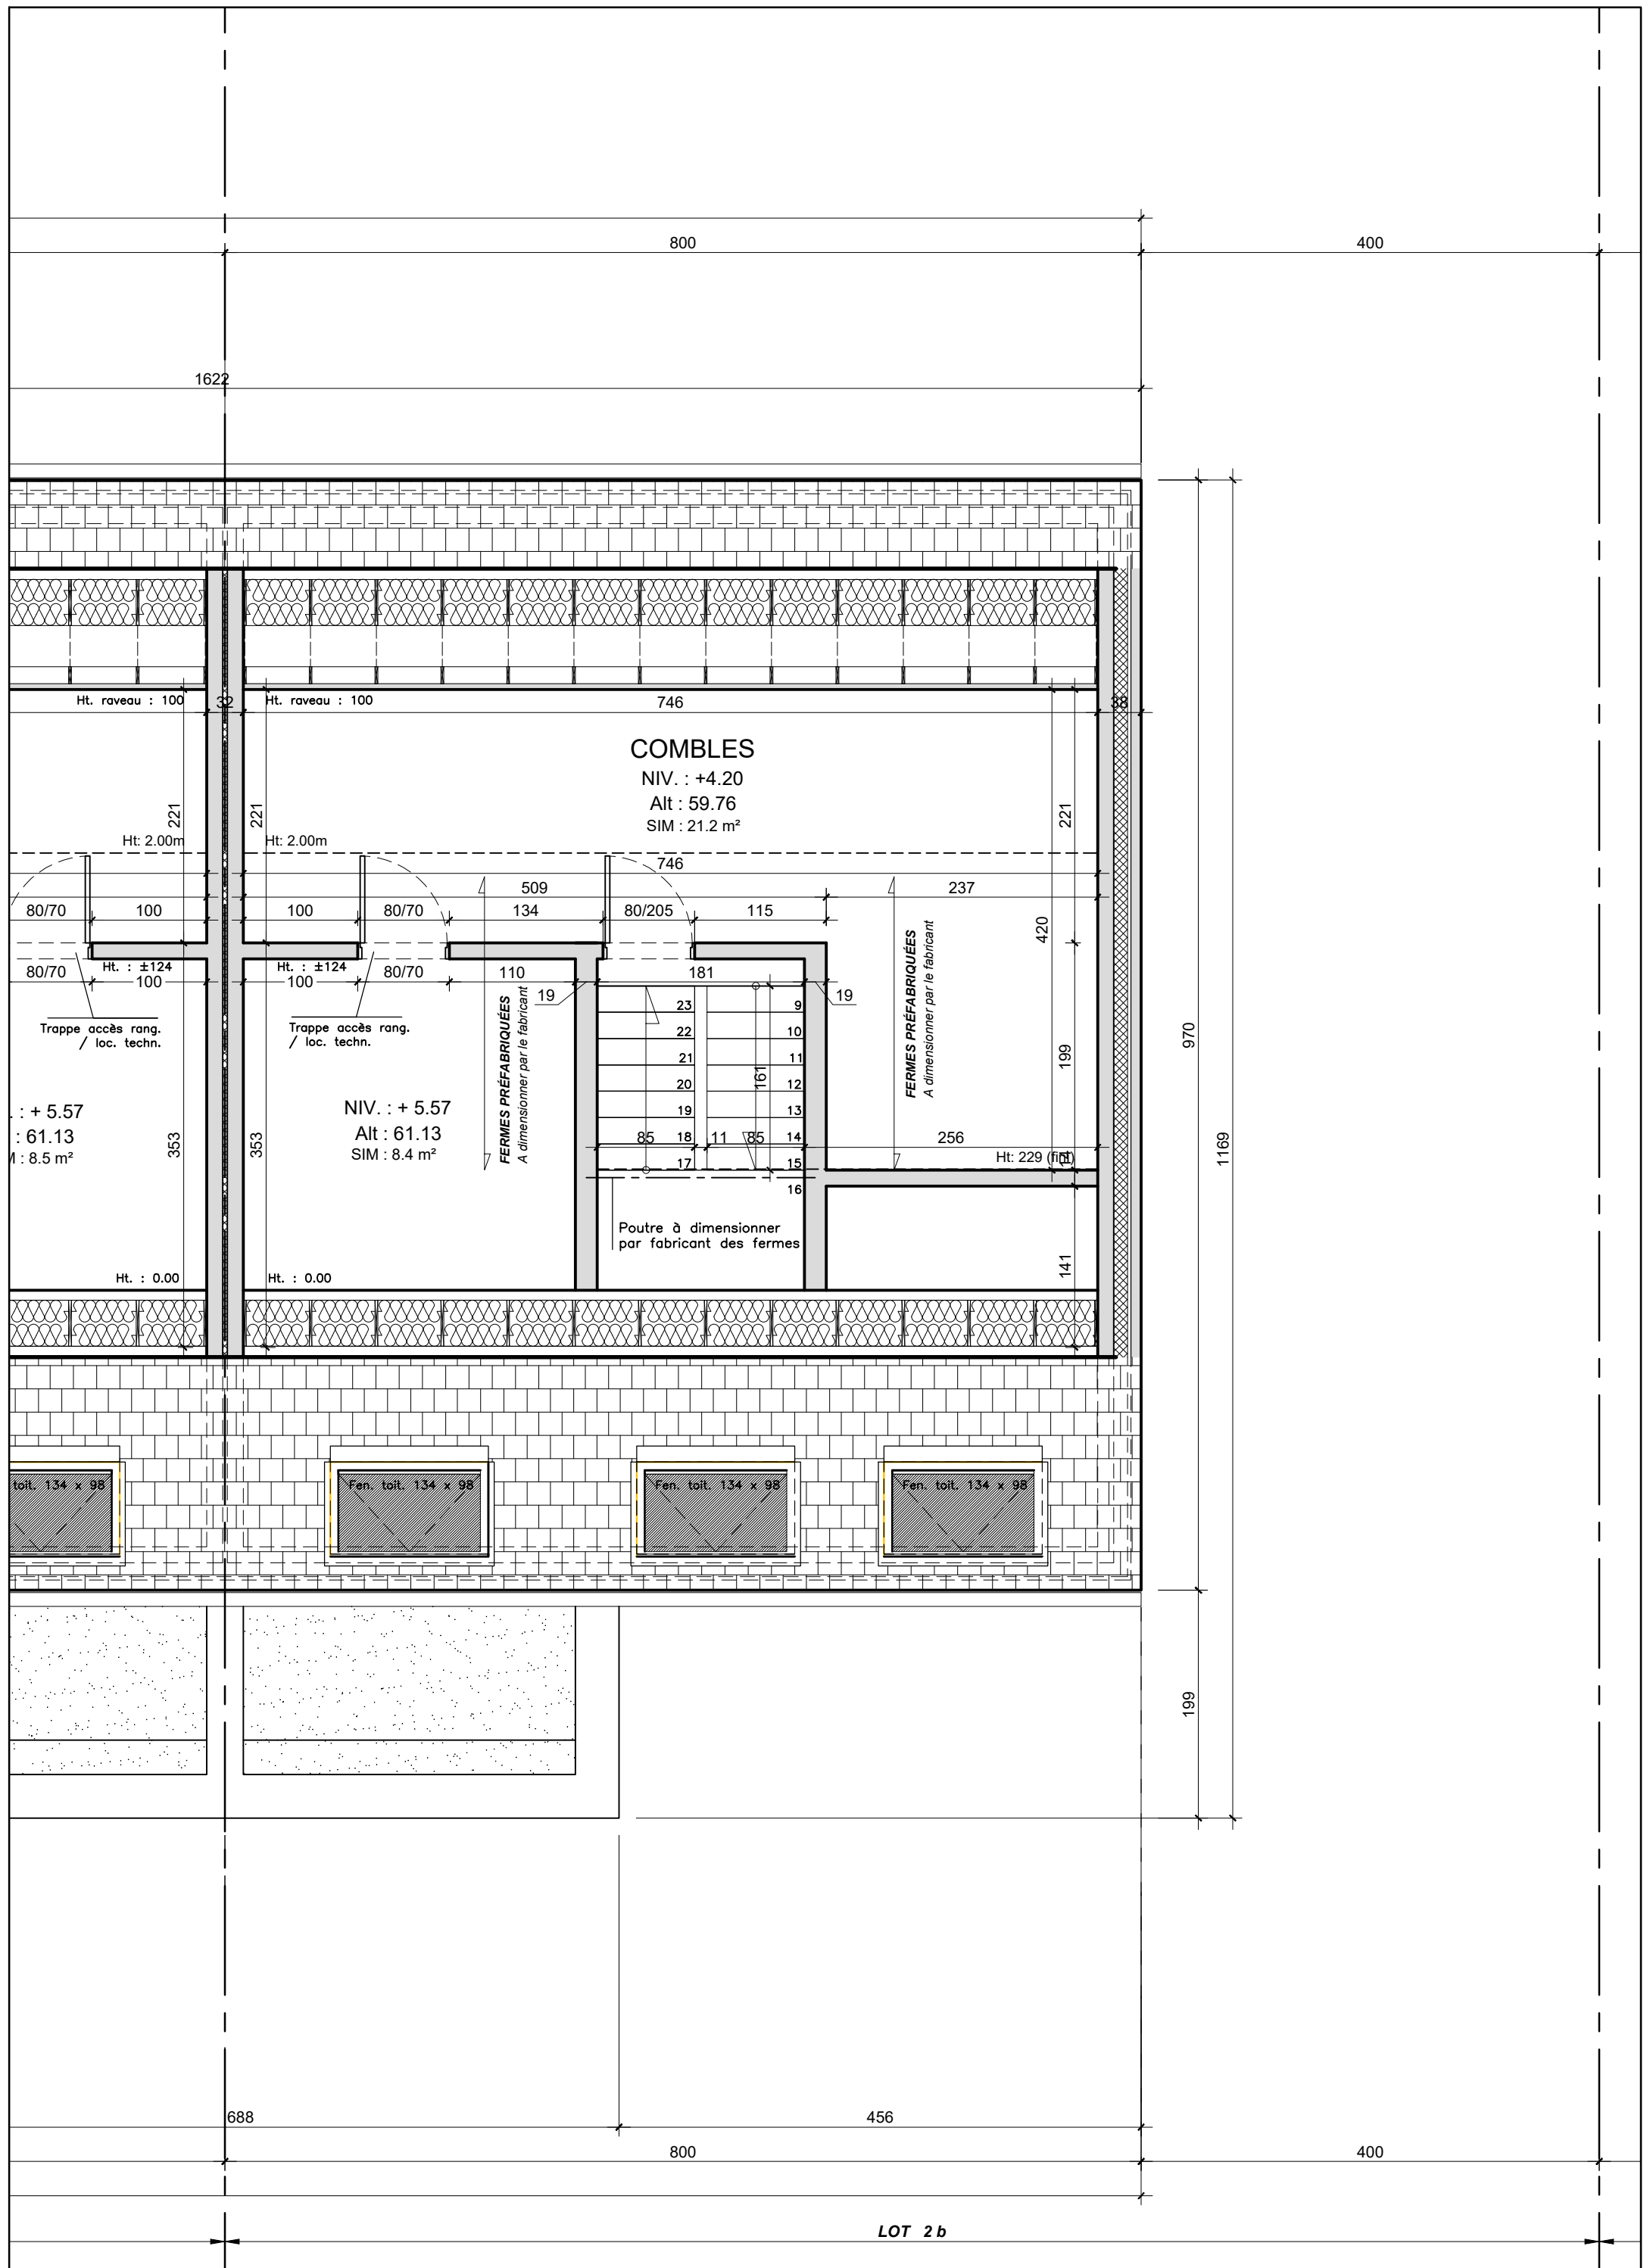 800
400
1622
Ht. raveau : 100
32
Ht. raveau : 100
746
38
COMBLES
NIV. : +4.20
Alt : 59.76
SIM : 21.2 m²
221
221
221
Ht: 2.00m
Ht: 2.00m
746
509
237
80/70
100
100
80/70
134
80/205
115
420
FERMES PRÉFABRIQUÉES
A dimensionner par le fabricant
Ht. : ±124
Ht. : ±124
80/70
100
100
80/70
110
181
19
19
FERMES PRÉFABRIQUÉES
A dimensionner par le fabricant
Trappe accès rang.
/ loc. techn.
Trappe accès rang.
/ loc. techn.
23
22
21
20
19
18
17
9
10
11
12
13
14
15
16
161
199
970
1169
85
11
85
256
Ht: 229 (fini)
. : + 5.57
: 61.13
: 8.5 m²
353
353
NIV. : + 5.57
Alt : 61.13
SIM : 8.4 m²
Poutre à dimensionner
par fabricant des fermes
141
Ht. : 0.00
Ht. : 0.00
toit. 134 x 98
Fen. toit. 134 x 98
Fen. toit. 134 x 98
Fen. toit. 134 x 98
199
688
456
800
400
LOT 2 b